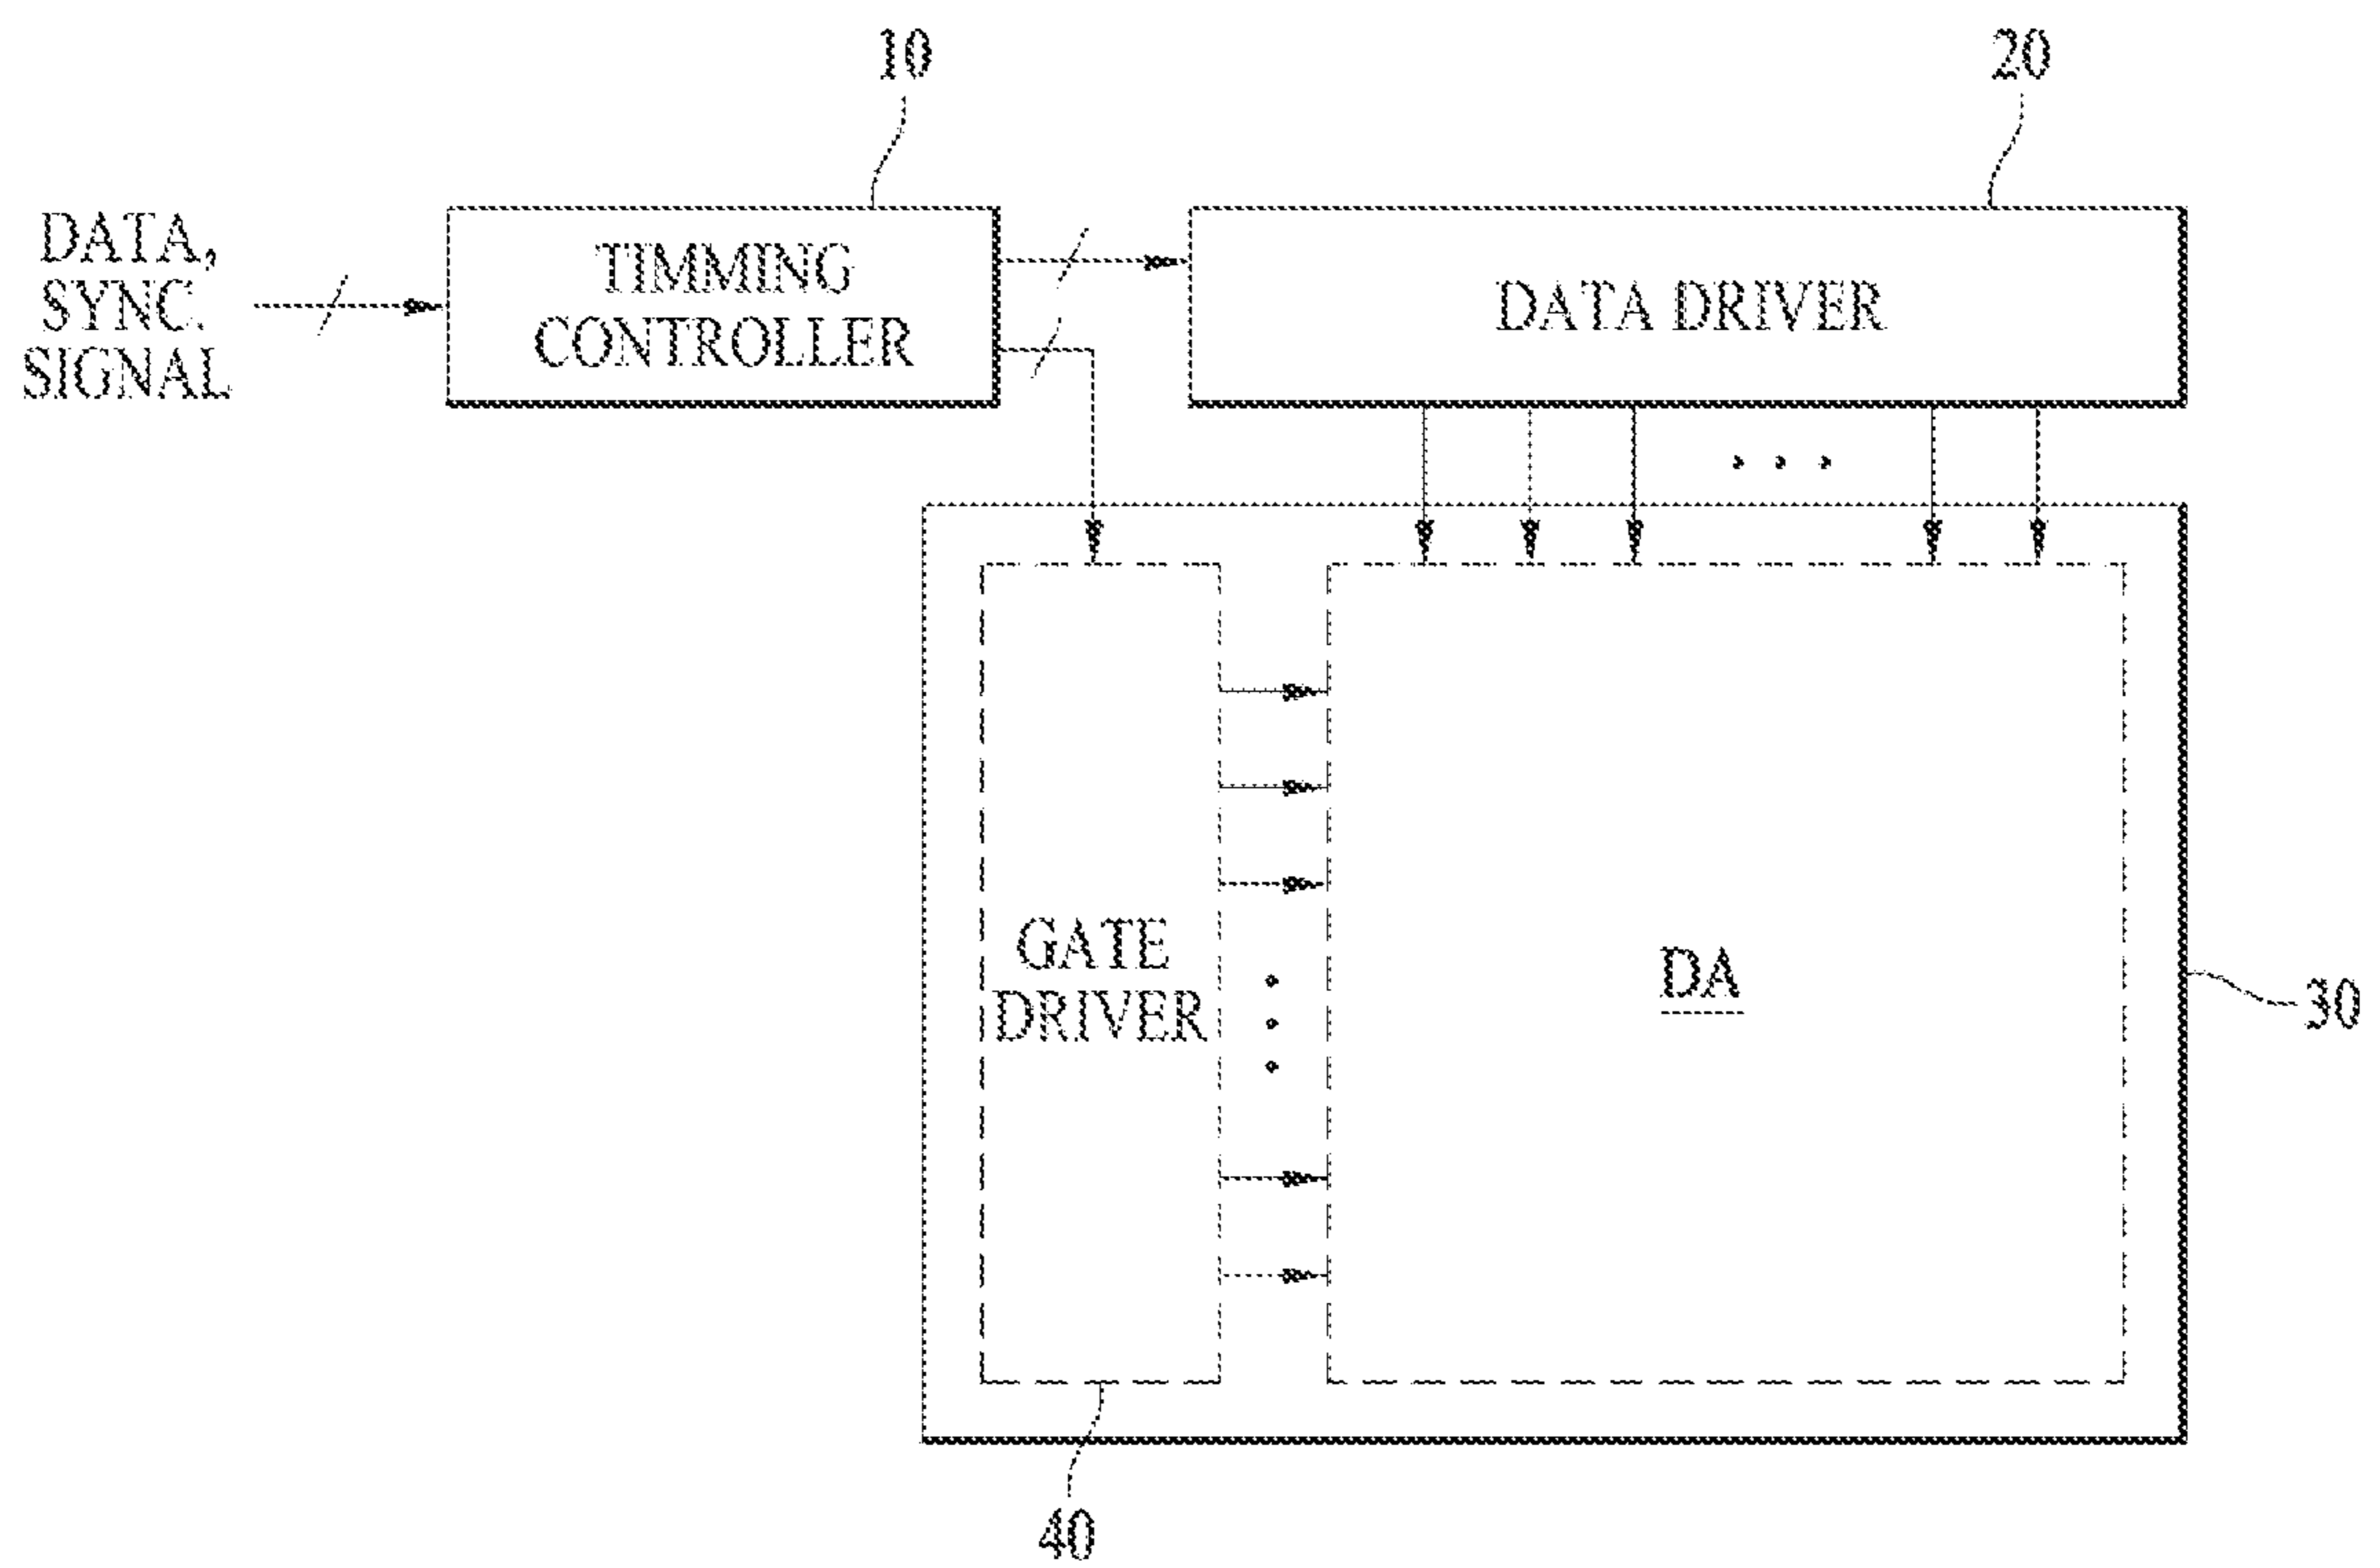 10
20
DATA,
SYNC.
SIGNAL
TIMMING
CONTROLLER
DATA DRIVER
GATE
DRIVER
DA
30
40